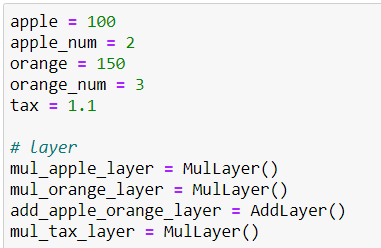 apple = 100
apple_num = 2
orange = 150
orange_num = 3
tax = 1.1
# layer
mul_apple_layer = MulLayer()
mul_orange_layer = MulLayer()
add_apple_orange_layer = AddLayer()
mul_tax_layer = MulLayer()